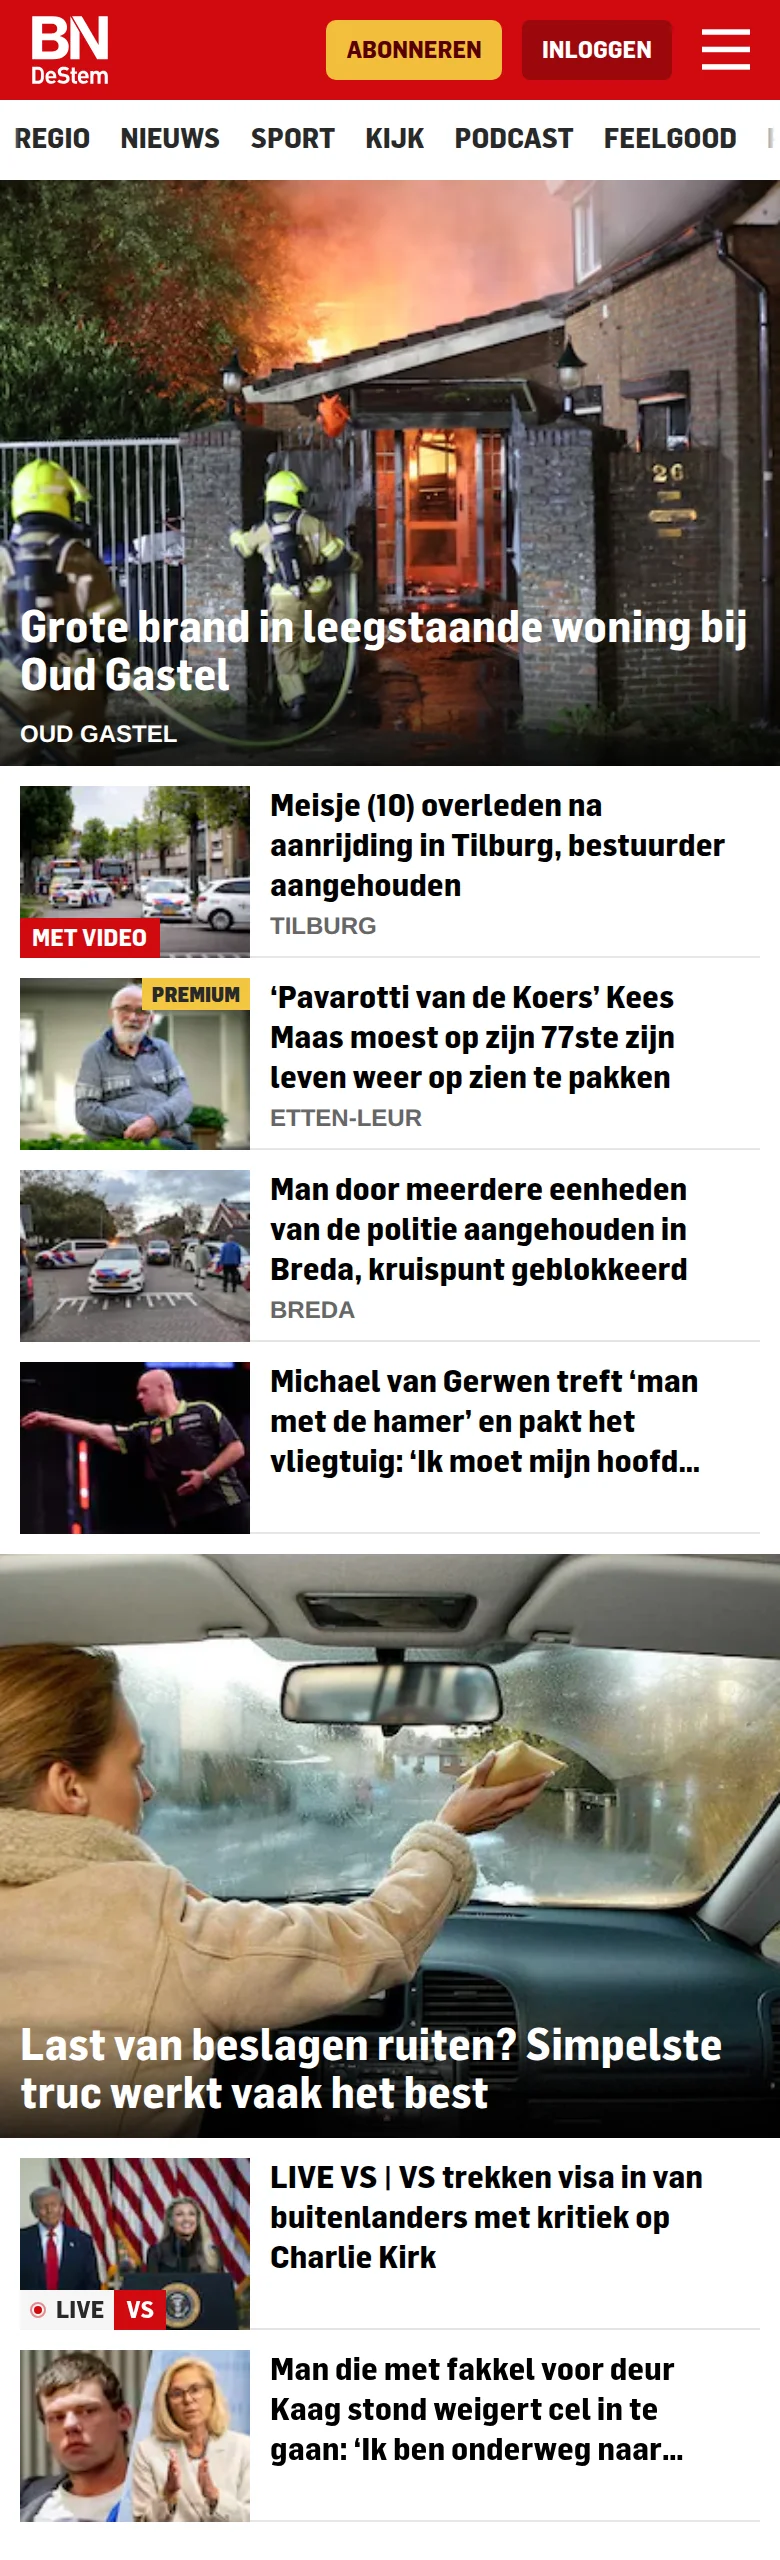 BN
DeStem
ABONNEREN
INLOGGEN
REGIO NIEUWS SPORT KIJK PODCAST FEELGOOD
26
Grote brand in leegstaande woning bij
Oud Gastel
OUD GASTEL
Meisje (10) overleden na
aanrijding in Tilburg, bestuurder
aangehouden
TILBURG
MET VIDEO
PREMIUM
‘Pavarotti van de Koers’ Kees
Maas moest op zijn 77ste zijn
leven weer op zien te pakken
ETTEN-LEUR
Man door meerdere eenheden
van de politie aangehouden in
Breda, kruispunt geblokkeerd
BREDA
Michael van Gerwen treft ‘man
met de hamer’ en pakt het
vliegtuig: ‘Ik moet mijn hoofd...
Last van beslagen ruiten? Simpelste
truc werkt vaak het best
LIVE VS | VS trekken visa in van
buitenlanders met kritiek op
Charlie Kirk
LIVE VS
Man die met fakkel voor deur
Kaag stond weigert cel in te
gaan: ‘Ik ben onderweg naar...